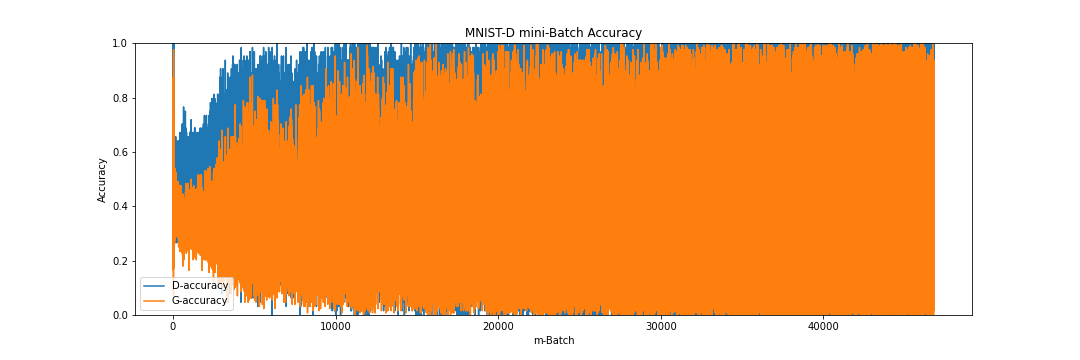 MNIST-D mini-Batch Accuracy
1.0
0.8
0.6
0.4
0.2
0.0
Accuracy
D-accuracy
G-accuracy
0 10000 20000 30000 40000
m-Batch